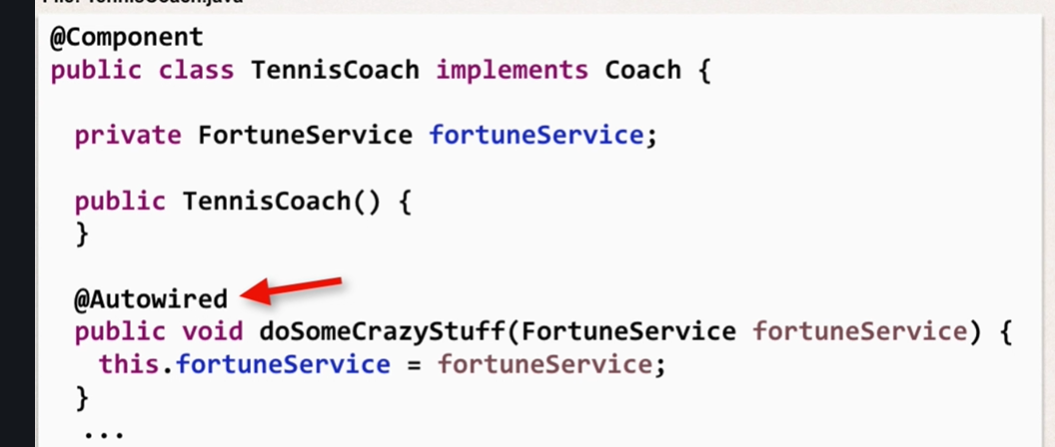 File: TennisCoach.java
@Component
public class TennisCoach implements Coach {
private FortuneService fortuneService;
public TennisCoach() {
}
@Autowired
public void doSomeCrazyStuff(FortuneService fortuneService) {
this.fortuneService = fortuneService;
}
...